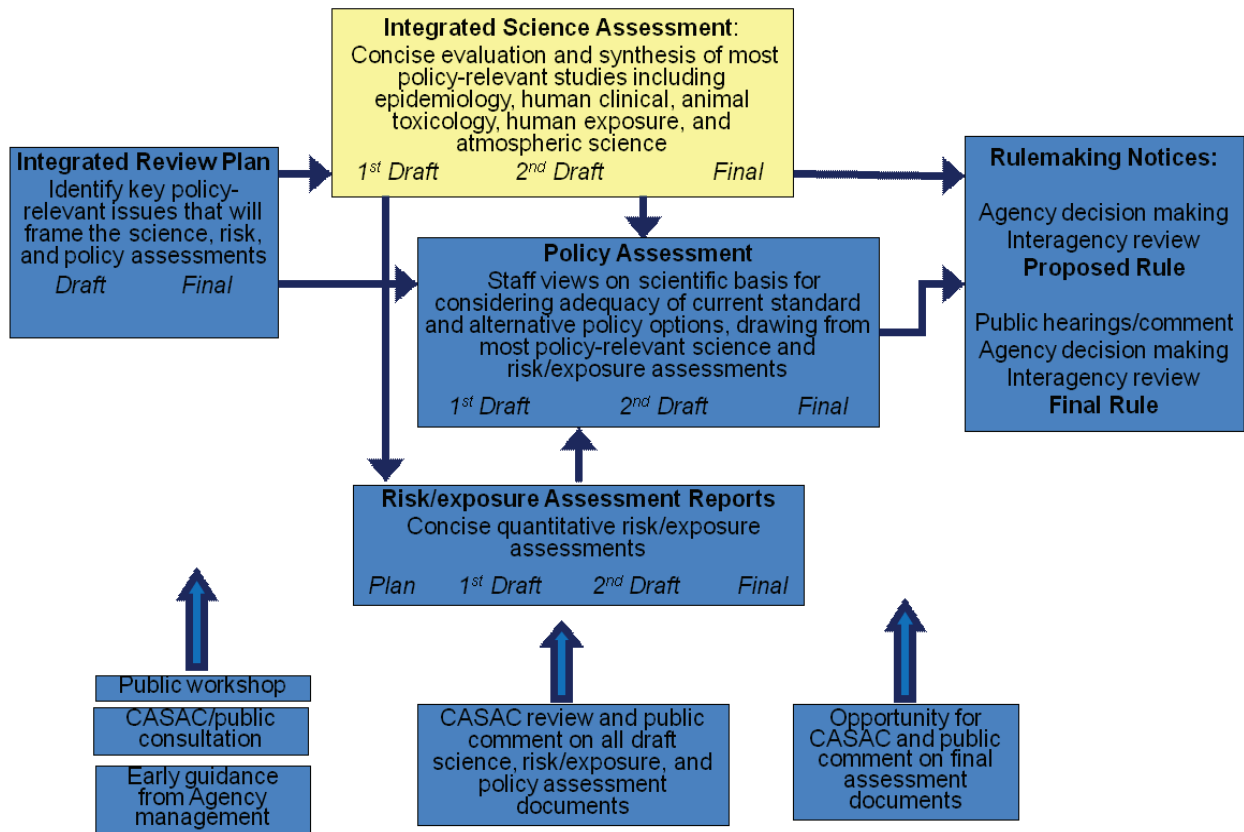 Integrated Science Assessment:
Concise evaluation and synthesis of most
policy-relevant studies including
epidemiology, human clinical, animal
toxicology, human exposure, and
atmospheric science
1st Draft 2nd Draft Final
Integrated Review Plan
Identify key policy-
relevant issues that will
frame the science, risk,
and policy assessments
Draft Final
Policy Assessment
Staff views on scientific basis for
considering adequacy of current standard
and alternative policy options, drawing from
most policy-relevant science and
risk/exposure assessments
1st Draft 2nd Draft Final
Rulemaking Notices:
Agency decision making
Interagency review
Proposed Rule
Public hearings/comment
Agency decision making
Interagency review
Final Rule
Risk/exposure Assessment Reports
Concise quantitative risk/exposure
assessments
Plan 1st Draft 2nd Draft Final
Public workshop
CASAC/public
consultation
Early guidance
from Agency
management
CASAC review and public
comment on all draft
science, risk/exposure, and
policy assessment
documents
Opportunity for
CASAC and public
comment on final
assessment
documents